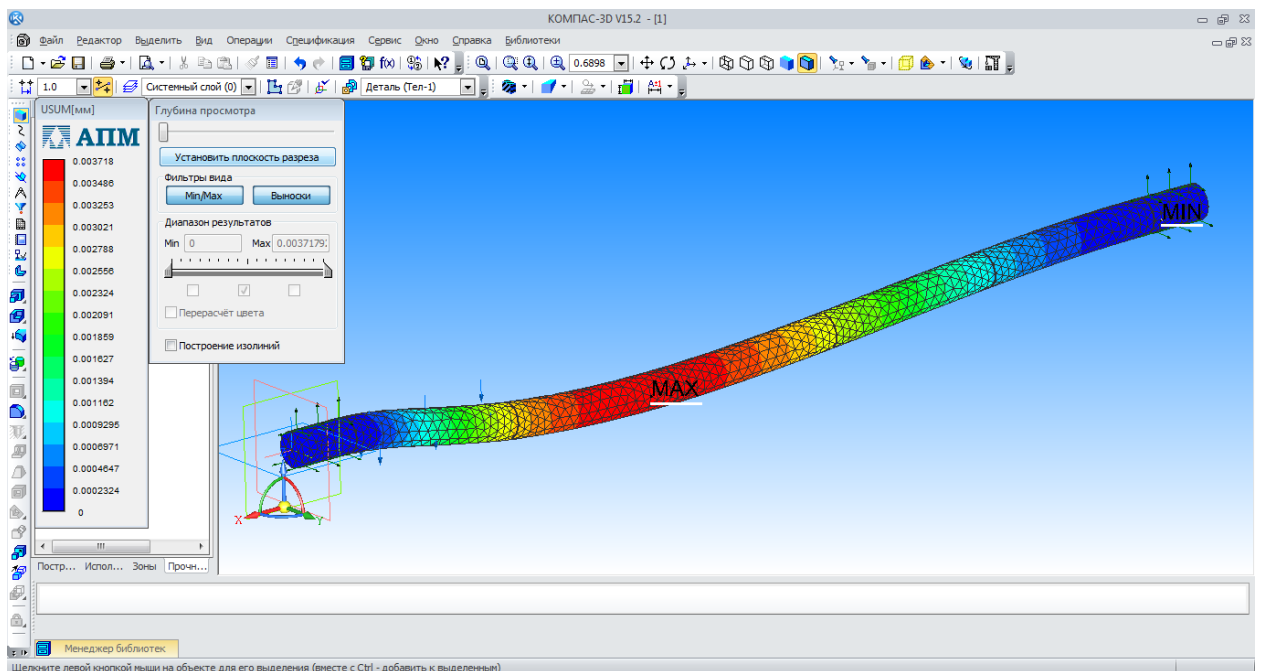 КОМПАС-3D V15.2 - [1]
Файл Редактор Выделить Вид Операции Спецификация Сервис Окно Справка Библиотеки
f(x) 0.6898
1.0 Системный слой (0) Деталь (Тел-1)
USUM[мм]
АПМ
0.003718
0.003486
0.003253
0.003021
0.002788
0.002556
0.002324
0.002091
0.001859
0.001627
0.001394
0.001162
0.0009295
0.0006971
0.0004647
0.0002324
0
Глубина просмотра
Установить плоскость разреза
Фильтры вида
Min/Max Выноски
Диапазон результатов
Min 0 Max 0.0037179
Перерасчёт цвета
Построение изолиний
MIN
MAX
X Y
Постр... Испол... Зоны Прочн...
Менеджер библиотек
Щелкните левой кнопкой мыши на объекте для его выделения (вместе с Ctrl - добавить к выделенным)